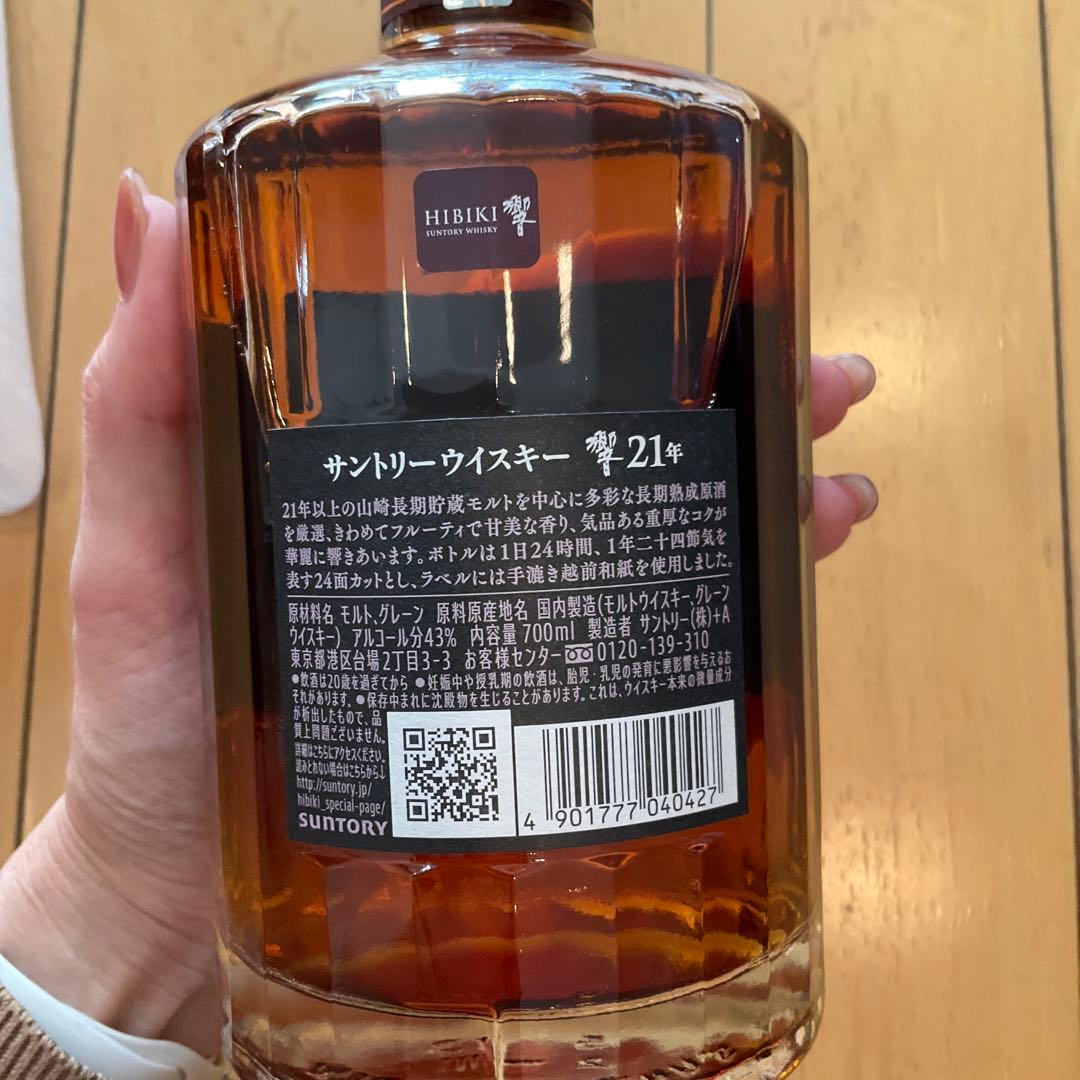 HIBIKI 響
SUNTORY WHISKY
サントリーウイスキー 響21年
21年以上の山崎長期貯蔵モルトを中心に多彩な長期熟成原酒
を厳選、きわめてフルーティで甘美な香り、気品ある重厚なコクが
華麗に響きあいます。ボトルは1日24時間、1年二十四節気を
表す24面カットとし、ラベルには手漉き越前和紙を使用しました。
原材料名 モルト、グレーン 原料原産地名 国内製造(モルトウイスキー、グレーン
ウイスキー) アルコール分43% 内容量 700ml 製造者 サントリー(株)+A
東京都港区台場2丁目3-3 お客様センター 0120-139-310
●飲酒は20歳を過ぎてから ●妊娠中や授乳期の飲酒は、胎児・乳児の発育に悪影響を与えるお
それがあります。●保存中まれに沈殿物を生じることがあります。これは、ウイスキー本来の微量成分
が析出したもので、品
質上問題ございません。
詳細はこちらにアクセスください。
読みとれない場合はこちらから↓
http://suntory.jp/
hibiki_special-page/
SUNTORY
4 901777 040427